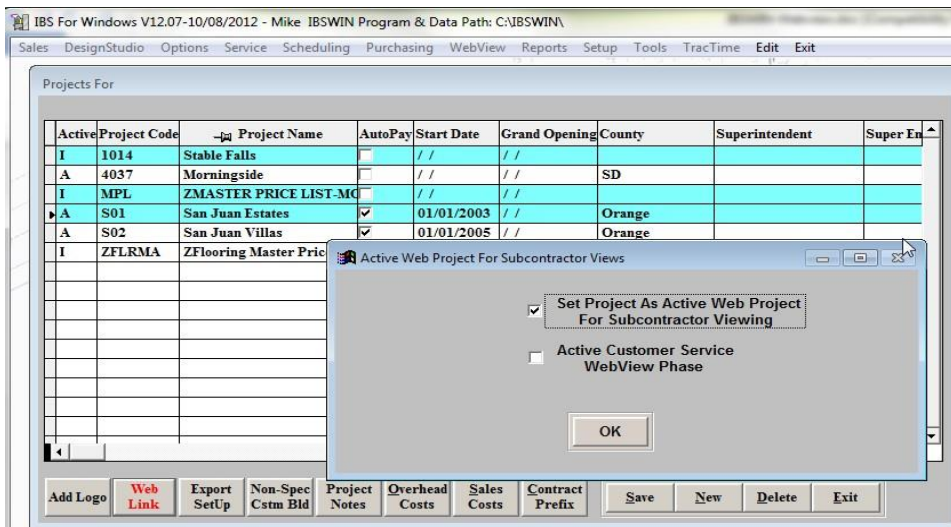 IBS For Windows V12.07-10/08/2012 - Mike IBSWIN Program & Data Path: C:\IBSWIN\
Sales DesignStudio Options Service Scheduling Purchasing WebView Reports Setup Tools TracTime Edit Exit
Projects For
Active Project Code Project Name AutoPay Start Date Grand Opening County Superintendent Super En
I 1014 Stable Falls / / / /
A 4037 Morningside / / / / SD
I MPL ZMASTER PRICE LIST-MO / / / /
A S01 San Juan Estates 01/01/2003 / / Orange
A S02 San Juan Villas 01/01/2005 / / Orange
I ZFLRMA ZFlooring Master Pric
Active Web Project For Subcontractor Views
Set Project As Active Web Project
For Subcontractor Viewing
Active Customer Service
WebView Phase
OK
Add Logo
Web
Link
Export
SetUp
Non-Spec
Cstm Bld
Project
Notes
Overhead
Costs
Sales
Costs
Contract
Prefix
Save
New
Delete
Exit